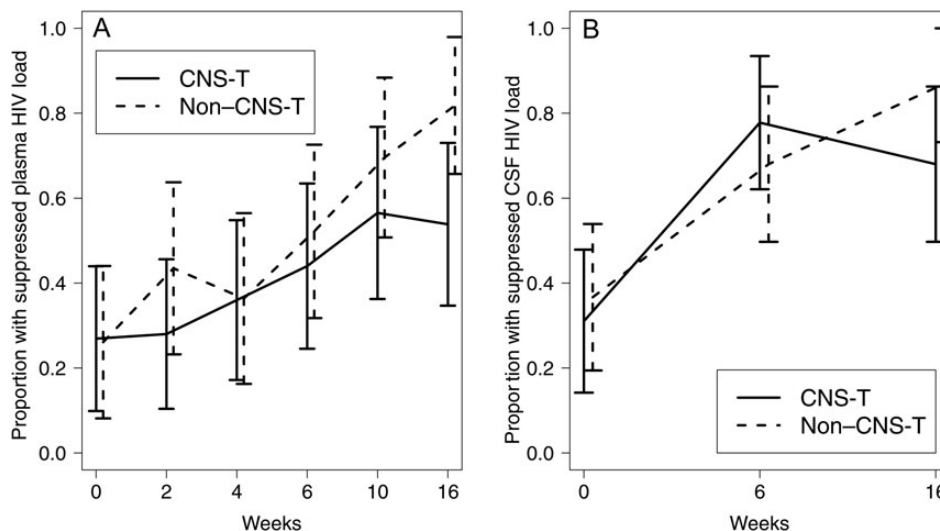 A
Proportion with suppressed plasma HIV load
1.0
0.8
0.6
0.4
0.2
0.0
CNS-T
Non–CNS-T
0 2 4 6 10 16
Weeks
B
Proportion with suppressed CSF HIV load
1.0
0.8
0.6
0.4
0.2
0.0
CNS-T
Non–CNS-T
0 6 16
Weeks